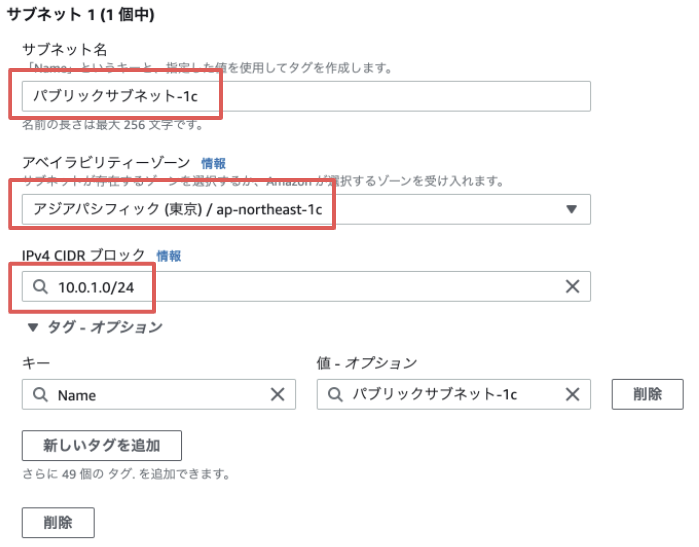 サブネット 1 (1 個中)
サブネット名
「Name」というキーと、指定した値を使用してタグを作成します。
パブリックサブネット-1c
名前の長さは最大 256 文字です。
アベイラビリティーゾーン 情報
サブネットが存在するゾーンを選択するか、Amazon が選択するゾーンを受け入れます。
アジアパシフィック (東京) / ap-northeast-1c
IPv4 CIDR ブロック 情報
10.0.1.0/24
タグ - オプション
キー 値 - オプション
Name パブリックサブネット-1c 削除
新しいタグを追加
さらに 49 個の タグ. を追加できます。
削除